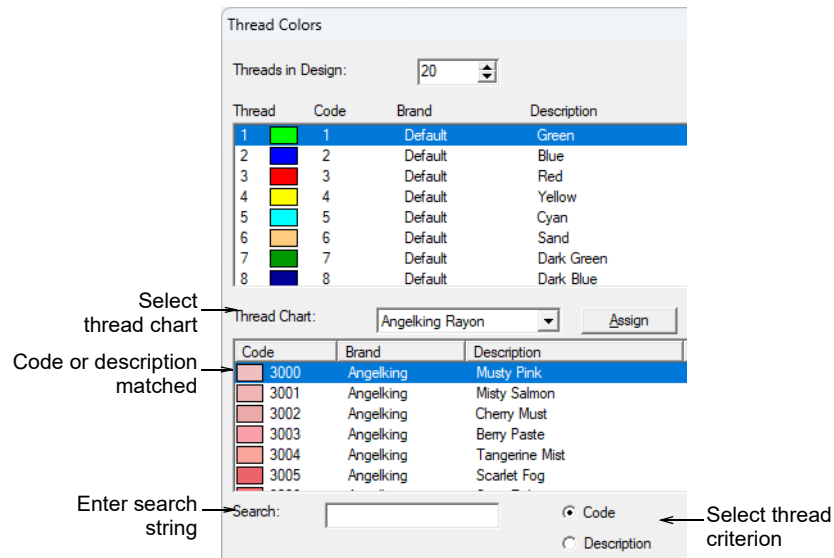 Thread Colors
Threads in Design: 20
Thread Code Brand Description
1 1 Default Green
2 2 Default Blue
3 3 Default Red
4 4 Default Yellow
5 5 Default Cyan
6 6 Default Sand
7 7 Default Dark Green
8 8 Default Dark Blue
Select
thread chart
Thread Chart: Angelking Rayon Assign
Code or description
matched
Code Brand Description
3000 Angelking Musty Pink
3001 Angelking Misty Salmon
3002 Angelking Cherry Must
3003 Angelking Berry Paste
3004 Angelking Tangerine Mist
3005 Angelking Scarlet Fog
Enter search
string
Search:
Code
Description
Select thread
criterion